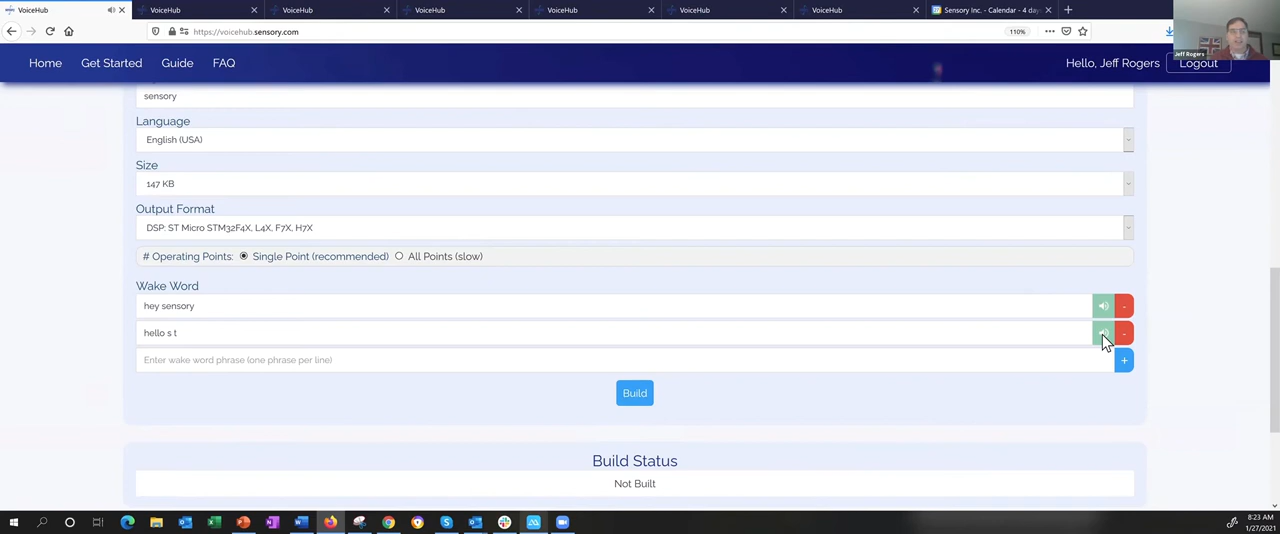 VoiceHub
VoiceHub
VoiceHub
VoiceHub
VoiceHub
VoiceHub
VoiceHub
Sensory Inc. - Calendar - 4 day
https://voicehub.sensory.com
110%
Jeff Rogers
Home
Get Started
Guide
FAQ
Hello, Jeff Rogers
Logout
sensory
Language
English (USA)
Size
147 KB
Output Format
DSP: ST Micro STM32F4X, L4X, F7X, H7X
# Operating Points: Single Point (recommended) All Points (slow)
Wake Word
hey sensory
-
hello s t
-
Enter wake word phrase (one phrase per line)
+
Build
Build Status
Not Built
8:23 AM
1/27/2021